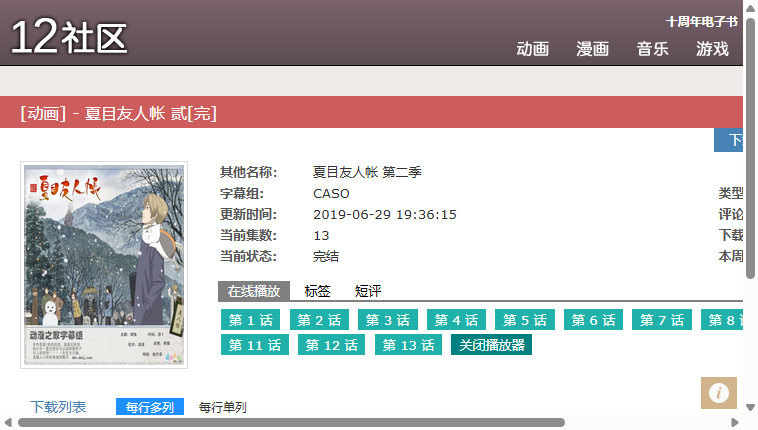 12社区
十周年电子书
动画 漫画 音乐 游戏
[动画] - 夏目友人帐 贰[完]
夏目友人帐
动漫之家字幕组
其他名称: 夏目友人帐 第二季
字幕组: CASO 类型
更新时间: 2019-06-29 19:36:15 评论
当前集数: 13 下载
当前状态: 完结 本周
在线播放 标签 短评
第 1 话 第 2 话 第 3 话 第 4 话 第 5 话 第 6 话 第 7 话 第 8
第 11 话 第 12 话 第 13 话 关闭播放器
下载列表 每行多列 每行单列